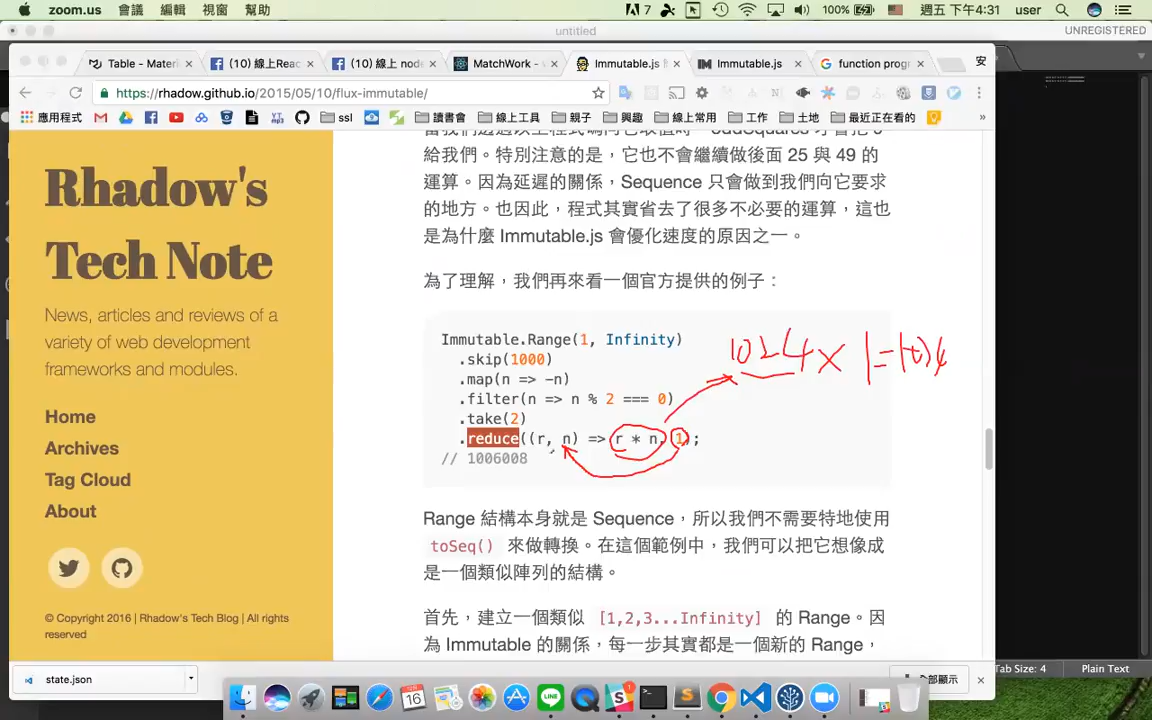 zoom.us 會議 編輯 視窗 幫助 7 100% 週五 下午4:31 user
untitled UNREGISTERED
Table - Materi (10) 線上Reac (10) 線上 node MatchWork - Immutable.js Immutable.js function prog 安
https://rhadow.github.io/2015/05/10/flux-immutable/
應用程式 ssl 讀書會 線上工具 親子 興趣 線上常用 工作 土地 最近正在看的 »
給我們。特別注意的是，它也不會繼續做後面 25 與 49 的
運算。因為延遲的關係，Sequence 只會做到我們向它要求
的地方。也因此，程式其實省去了很多不必要的運算，這也
是為什麼 Immutable.js 會優化速度的原因之一。
為了理解，我們再來看一個官方提供的例子：
Immutable.Range(1, Infinity)
.skip(1000)
.map(n => -n)
.filter(n => n % 2 === 0)
.take(2)
.reduce((r, n) => r * n, 1);
// 1006008
1024 x 1 =
Range 結構本身就是 Sequence，所以我們不需要特地使用
toSeq() 來做轉換。在這個範例中，我們可以把它想像成
是一個類似陣列的結構。
首先，建立一個類似 [1,2,3...Infinity] 的 Range。因
為 Immutable 的關係，每一步其實都是一個新的 Range，
Rhadow's
Tech Note
News, articles and reviews of a
variety of web development
frameworks and modules.
Home
Archives
Tag Cloud
About
© Copyright 2016 | Rhadow's Tech Blog | All rights
reserved
state.json 全部顯示
Tab Size: 4 Plain Text
16
LINE